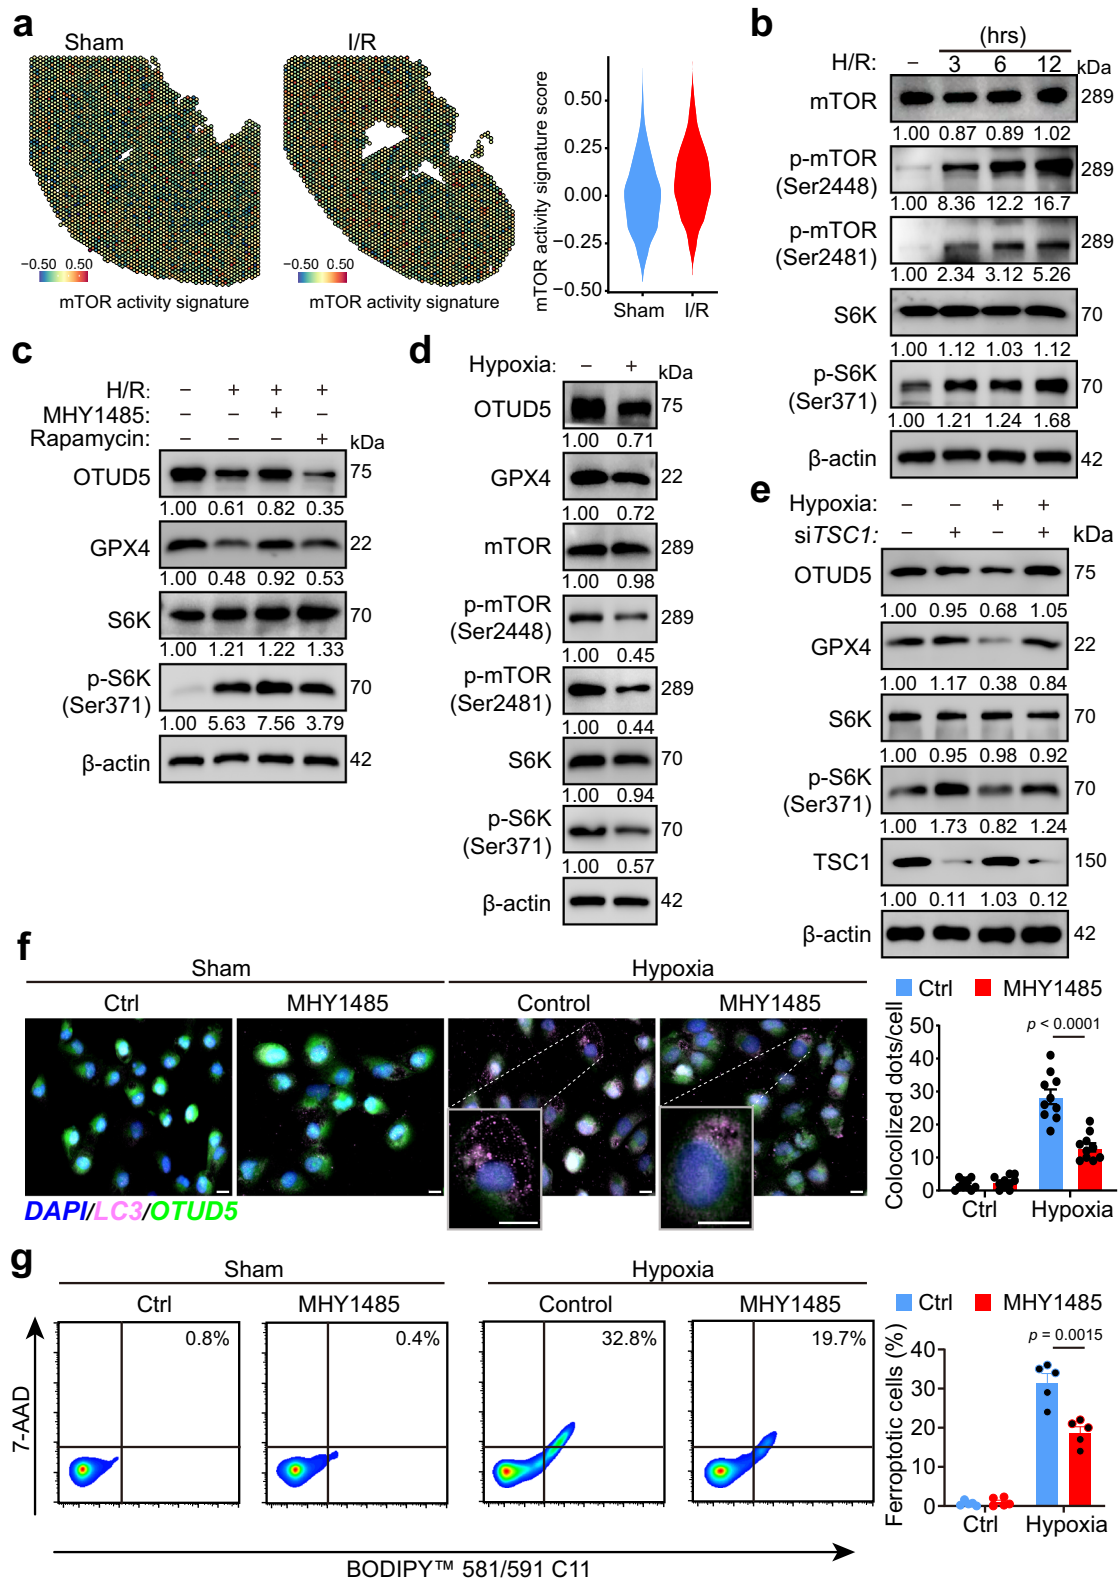 a
Sham
I/R
−0.50 0.50
mTOR activity signature
−0.50 0.50
mTOR activity signature
mTOR activity signature score
0.50
0.25
0.00
−0.25
−0.50
Sham I/R
b
(hrs)
H/R: − 3 6 12 kDa
mTOR 289
1.00 0.87 0.89 1.02
p-mTOR
(Ser2448) 289
1.00 8.36 12.2 16.7
p-mTOR
(Ser2481) 289
1.00 2.34 3.12 5.26
S6K 70
1.00 1.12 1.03 1.12
p-S6K
(Ser371) 70
1.00 1.21 1.24 1.68
β-actin 42
c
H/R: − + + +
MHY1485: − − + −
Rapamycin: − − − + kDa
OTUD5 75
1.00 0.61 0.82 0.35
GPX4 22
1.00 0.48 0.92 0.53
S6K 70
1.00 1.21 1.22 1.33
p-S6K
(Ser371) 70
1.00 5.63 7.56 3.79
β-actin 42
d
Hypoxia: − + kDa
OTUD5 75
1.00 0.71
GPX4 22
1.00 0.72
mTOR 289
1.00 0.98
p-mTOR
(Ser2448) 289
1.00 0.45
p-mTOR
(Ser2481) 289
1.00 0.44
S6K 70
1.00 0.94
p-S6K
(Ser371) 70
1.00 0.57
β-actin 42
e
Hypoxia: − − + +
siTSC1: − + − + kDa
OTUD5 75
1.00 0.95 0.68 1.05
GPX4 22
1.00 1.17 0.38 0.84
S6K 70
1.00 0.95 0.98 0.92
p-S6K
(Ser371) 70
1.00 1.73 0.82 1.24
TSC1 150
1.00 0.11 1.03 0.12
β-actin 42
f
Sham Hypoxia
Ctrl MHY1485 Control MHY1485
DAPI/LC3/OTUD5
Ctrl MHY1485
Colocolized dots/cell
p < 0.0001
50
40
30
20
10
0
Ctrl Hypoxia
g
Sham Hypoxia
Ctrl MHY1485 Control MHY1485
0.8% 0.4% 32.8% 19.7%
7-AAD
BODIPY™ 581/591 C11
Ctrl MHY1485
Ferroptotic cells (%)
p = 0.0015
40
30
20
10
0
Ctrl Hypoxia